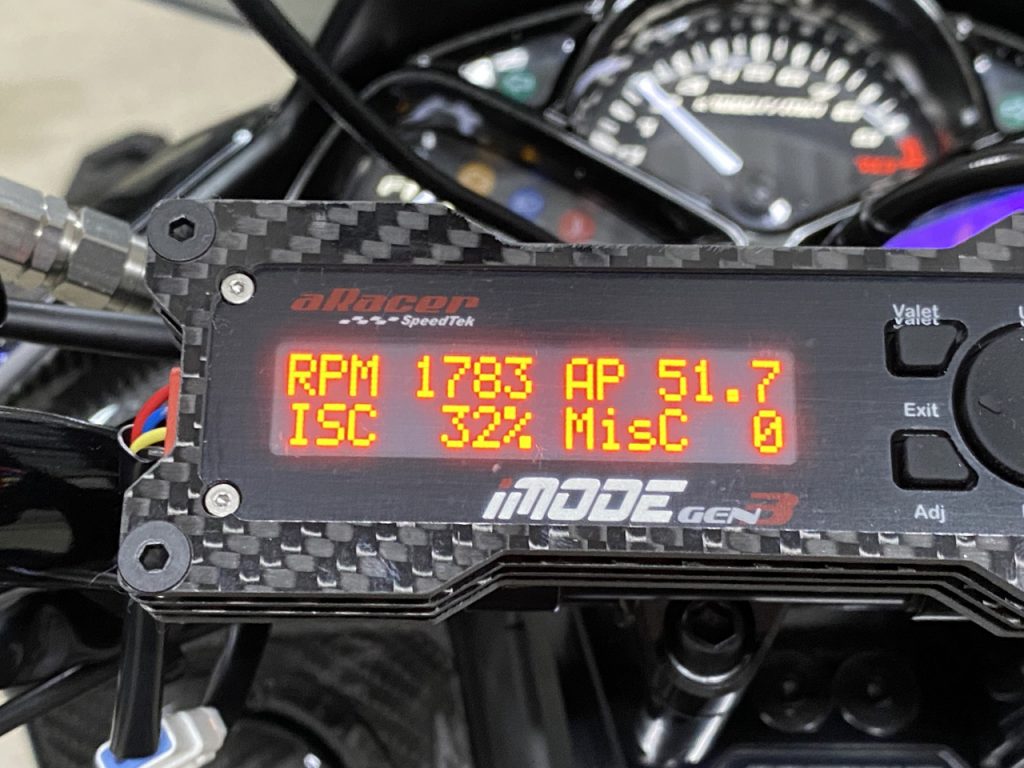 aRacer
SpeedTek
RPM 1783 AP 51.7
ISC 32% MisC 0
iMODE GEN3
Valet
Exit
Adj